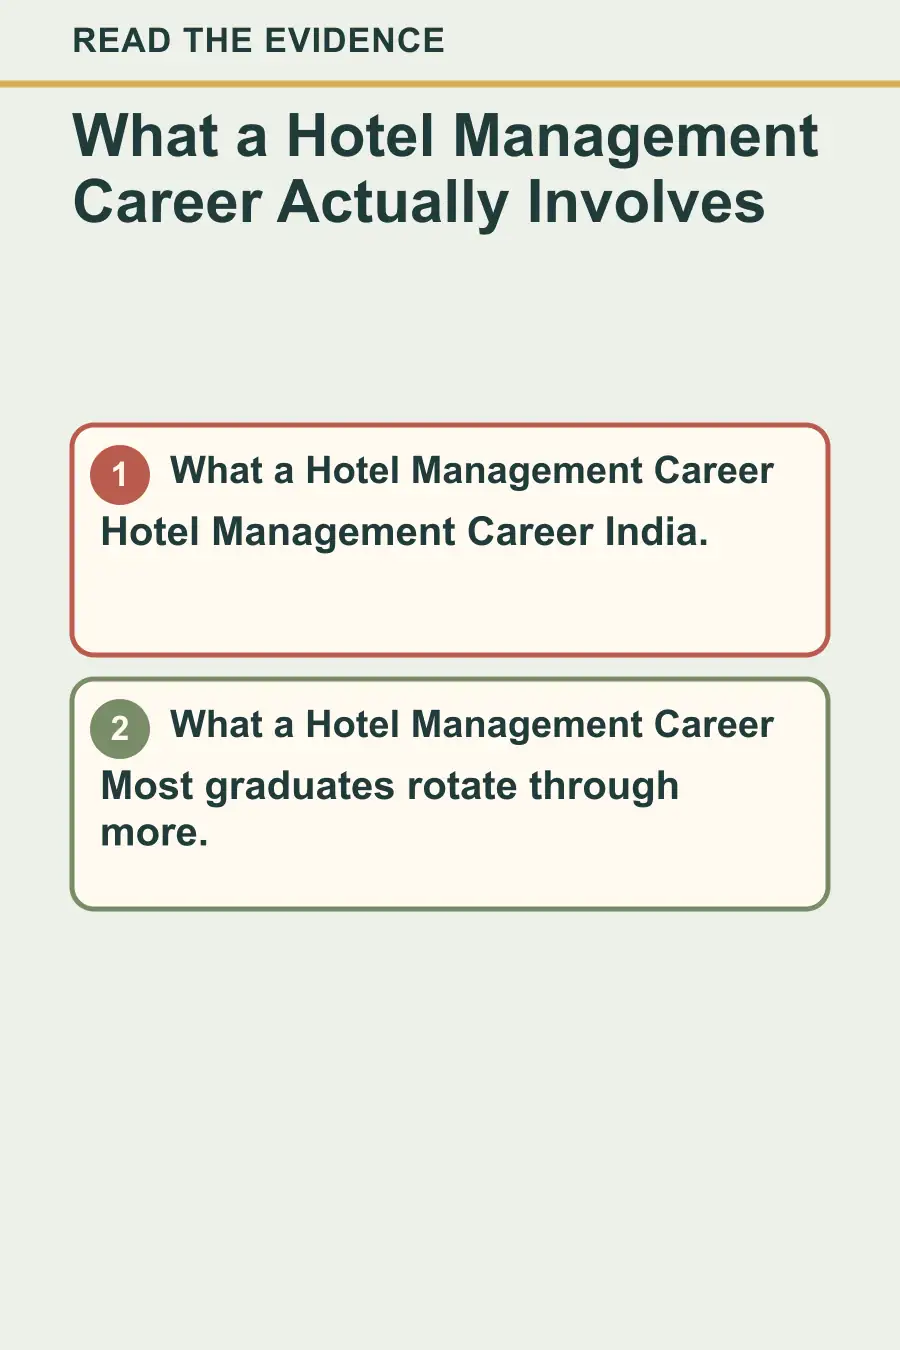 READ THE EVIDENCE
What a Hotel Management
Career Actually Involves
1 What a Hotel Management Career
Hotel Management Career India.
2 What a Hotel Management Career
Most graduates rotate through
more.